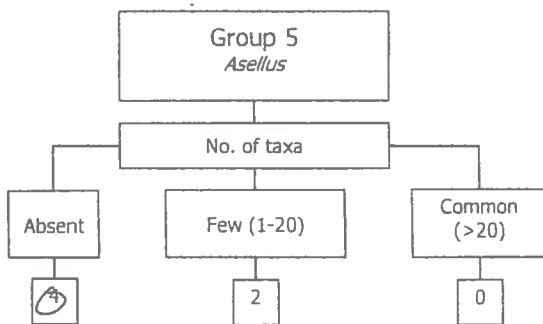 Group 5
Asellus
No. of taxa
Absent
Few (1-20)
Common
(>20)
4
2
0